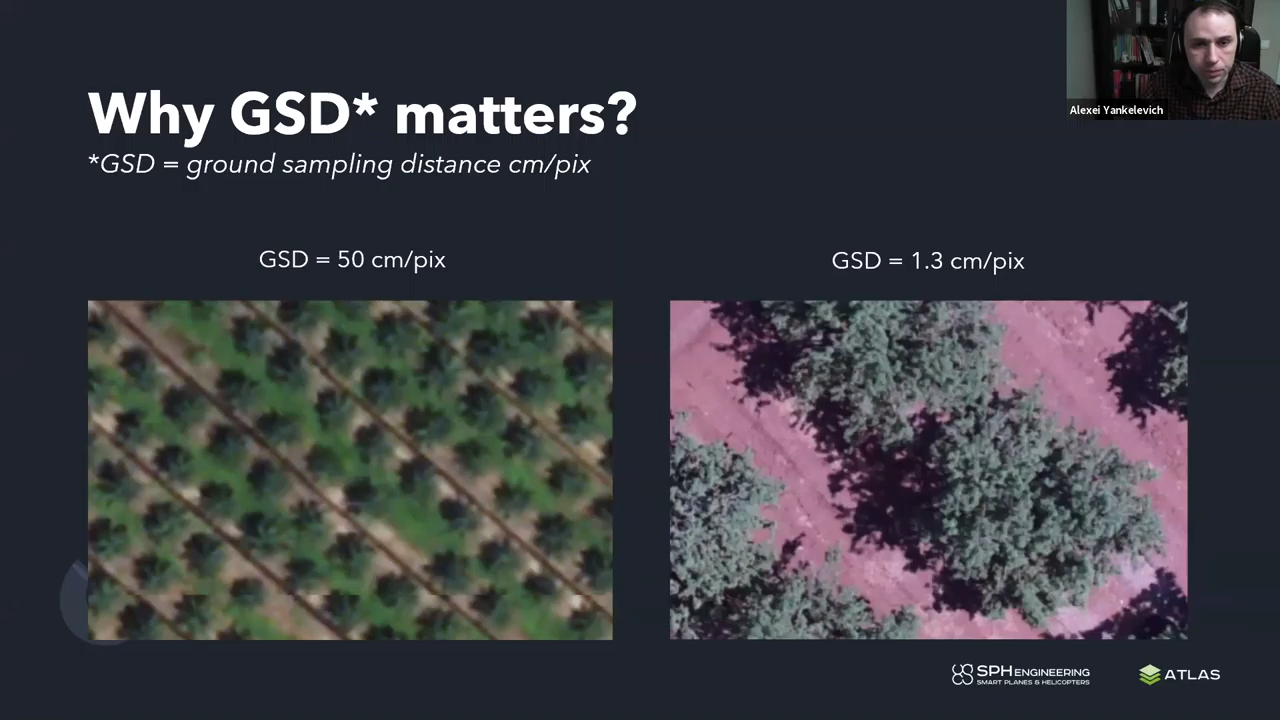 Why GSD* matters?
*GSD = ground sampling distance cm/pix
Alexei Yankelevich
GSD = 50 cm/pix
GSD = 1.3 cm/pix
SPH ENGINEERING
SMART PLANES & HELICOPTERS
ATLAS